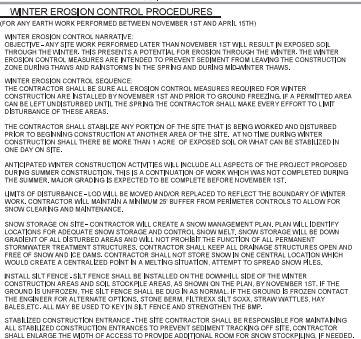 WINTER EROSION CONTROL PROCEDURES
(FOR ANY EARTH WORK PERFORMED BETWEEN NOVEMBER 1ST AND APRIL 15TH)
WINTER EROSION CONTROL NARRATIVE:
OBJECTIVE – ANY SITE WORK PERFORMED LATER THAN NOVEMBER 1ST WILL RESULT IN EXPOSED SOIL
THROUGH THE WINTER. THIS PRESENTS A POTENTIAL FOR EROSION THROUGH THE WINTER. THE WINTER
EROSION CONTROL MEASURES ARE INTENDED TO PREVENT SEDIMENT FROM LEAVING THE CONSTRUCTION
ZONE DURING THAWS AND RAINSTORMS IN THE SPRING AND DURING MID-WINTER THAWS.
WINTER EROSION CONTROL SEQUENCE:
THE CONTRACTOR SHALL BE SURE ALL EROSION CONTROL MEASURES REQUIRED FOR WINTER
CONSTRUCTION ARE INSTALLED BY NOVEMBER 1ST AND PRIOR TO GROUND FREEZING. IF A PERMITTED AREA
CAN BE LEFT UNDISTURBED UNTIL THE SPRING THE CONTRACTOR SHALL MAKE EVERY EFFORT TO LIMIT
DISTURBANCE OF THESE AREAS.
THE CONTRACTOR SHALL STABILIZE ANY PORTION OF THE SITE THAT IS BEING WORKED AND DISTURBED
PRIOR TO BEGINNING CONSTRUCTION AT ANOTHER AREA OF THE SITE. AT NO TIME DURING WINTER
CONSTRUCTION SHALL THERE BE MORE THAN 1 ACRE OF EXPOSED SOIL OR WHAT CAN BE STABILIZED IN
ONE DAY ON SITE.
ANTICIPATED WINTER CONSTRUCTION ACTIVITIES WILL INCLUDE ALL ASPECTS OF THE PROJECT PROPOSED
DURING SUMMER CONSTRUCTION. THIS IS A CONTINUATION OF WORK WHICH WAS NOT COMPLETED DURING
THE SUMMER, MAJOR GRADING IS EXPECTED TO BE COMPLETE BEFORE NOVEMBER 1ST.
LIMITS OF DISTURBANCE – LOD WILL BE MOVED AND/OR REPLACED TO REFLECT THE BOUNDARY OF WINTER
WORK. CONTRACTOR WILL MAINTAIN A MINIMUM 25' BUFFER FROM PERIMETER CONTROLS TO ALLOW FOR
SNOW CLEARING AND MAINTENANCE.
SNOW STORAGE ON SITE – CONTRACTOR WILL CREATE A SNOW MANAGEMENT PLAN. PLAN WILL IDENTIFY
LOCATIONS FOR ADEQUATE SNOW STORAGE AND CONTROL SNOW MELT, SNOW STORAGE WILL BE DOWN
GRADIENT OF ALL DISTURBED AREAS AND WILL NOT PROHIBIT THE FUNCTION OF ALL PERMANENT
STORMWATER TREATMENT STRUCTURES. CONTRACTOR SHALL KEEP ALL DRAINAGE STRUCTURES OPEN AND
FREE OF SNOW AND ICE DAMS. CONTRACTOR SHALL NOT STORE SNOW IN ONE CENTRAL LOCATION WHICH
WOULD CREATE A CENTRALIZED POINT IN A MELTING SITUATION. ATTEMPT TO SPREAD SNOW PILES.
INSTALL SILT FENCE - SILT FENCE SHALL BE INSTALLED ON THE DOWNHILL SIDE OF THE WINTER
CONSTRUCTION AREAS AND SOIL STOCKPILE AREAS, AS SHOWN ON THE PLAN, BY NOVEMBER 1ST. IF THE
GROUND IS UNFROZEN, THE SILT FENCE SHALL BE DUG IN AS NORMAL. IF THE GROUND IS FROZEN CONTACT
THE ENGINEER FOR ALTERNATE OPTIONS, STONE BERM, FILTREXX SILT SOXX, STRAW WATTLES, HAY
BALES,ETC. ALL MAY BE USED TO KEY IN SILT FENCE AND STRENGTHEN THE BMP.
STABILIZED CONSTRUCTION ENTRANCE - THE SITE CONTRACTOR SHALL BE RESPONSIBLE FOR MAINTAINING
ALL STABILIZED CONSTRUCTION ENTRANCES TO PREVENT SEDIMENT TRACKING OFF SITE, CONTRACTOR
SHALL ENLARGE THE WIDTH OF ACCESS TO PROVIDE ADDITIONAL ROOM FOR SNOW STOCKPILING, IF NEEDED.